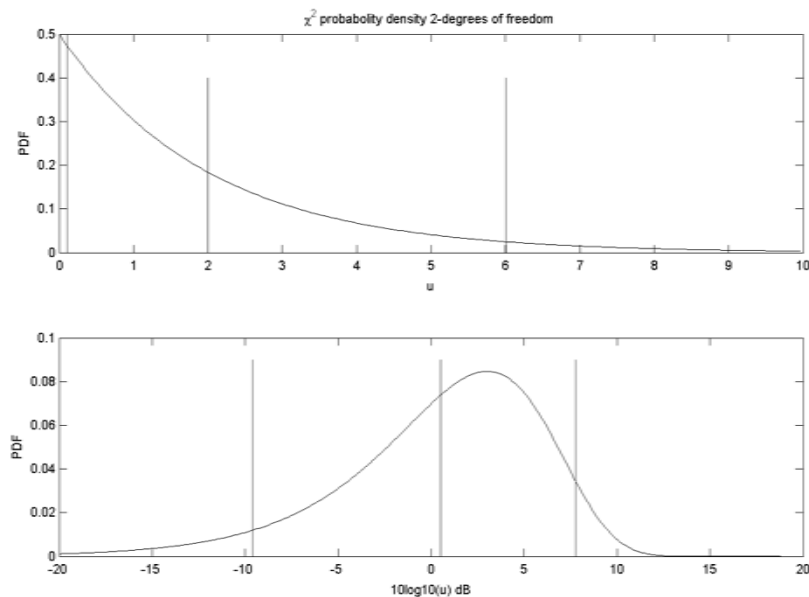 χ² probabolity density 2-degrees of freedom
0.5
0.4
0.3
0.2
0.1
0
PDF
0 1 2 3 4 5 6 7 8 9 10
u
0.1
0.08
0.06
0.04
0.02
0
PDF
-20 -15 -10 -5 0 5 10 15 20
10log10(u) dB